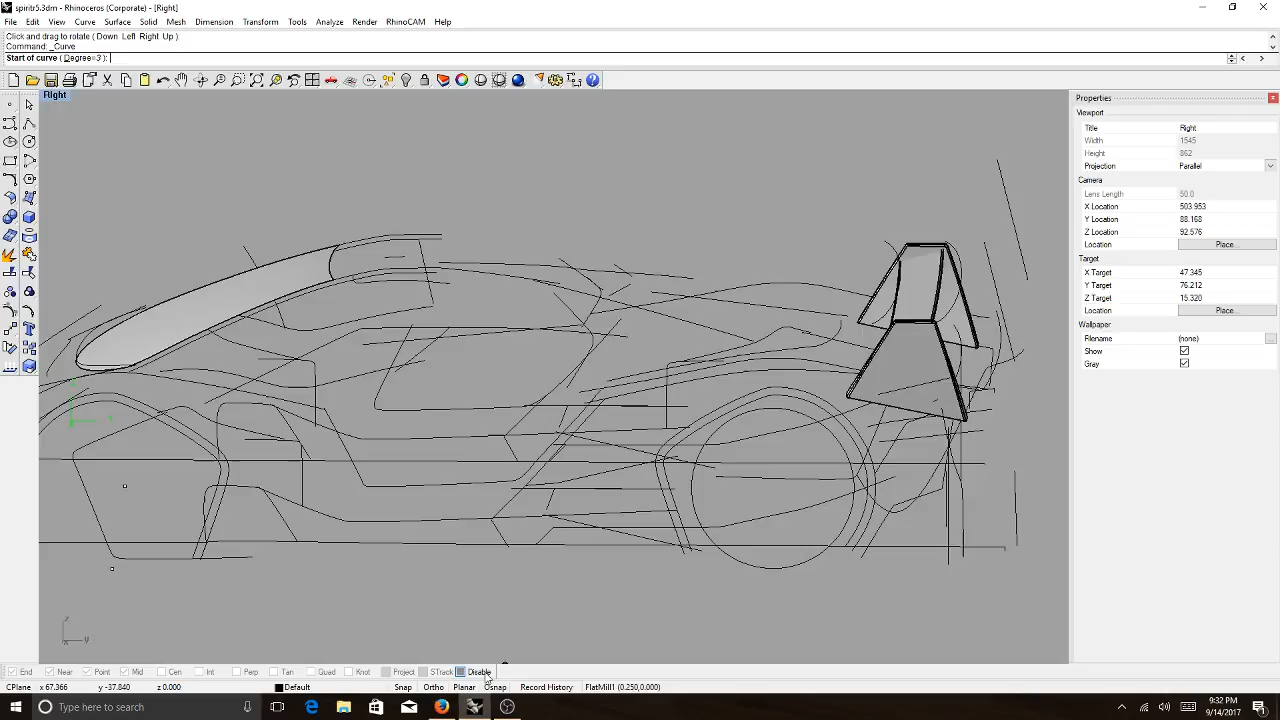 spiritr5.3dm - Rhinoceros (Corporate) - [Right]
File Edit View Curve Surface Solid Mesh Dimension Transform Tools Analyze Render RhinoCAM Help
Click and drag to rotate ( Down Left Right Up )
Command: _Curve
Start of curve ( Degree=3 ):
Right
Properties
Viewport
Title Right
Width 1545
Height 862
Projection Parallel
Camera
Lens Length 50.0
X Location 503.953
Y Location 88.168
Z Location 92.576
Location Place...
Target
X Target 47.345
Y Target 76.212
Z Target 15.320
Location Place...
Wallpaper
Filename (none)
Show
Gray
z
x y
End Near Point Mid Cen Int Perp Tan Quad Knot Project STrack Disable
CPlane x 67.366 y -37.840 z 0.000 Default Snap Ortho Planar Osnap Record History FlatMill1 (0.250,0.000)
Type here to search
9:32 PM
9/14/2017